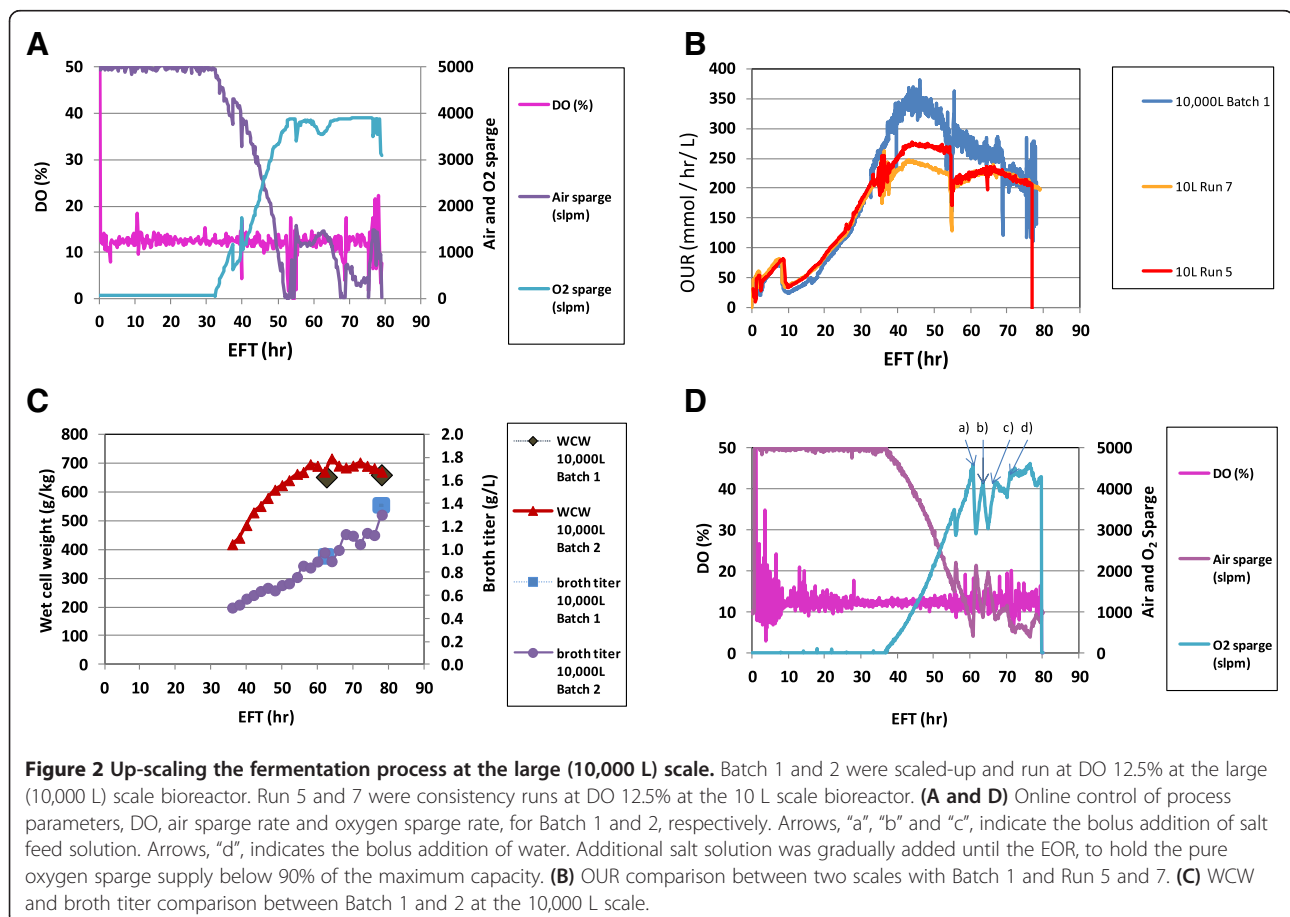 A
50
40
30
20
10
0
DO (%)
5000
4000
3000
2000
1000
0
Air and O2 sparge
0 10 20 30 40 50 60 70 80 90
EFT (hr)
DO (%)
Air sparge
(slpm)
O2 sparge
(slpm)
B
400
350
300
250
200
150
100
50
0
OUR (mmol / hr/ L)
0 10 20 30 40 50 60 70 80 90
EFT (hr)
10,000L Batch 1
10L Run 7
10L Run 5
C
800
700
600
500
400
300
200
100
0
Wet cell weight (g/kg)
2.0
1.8
1.6
1.4
1.2
1.0
0.8
0.6
0.4
0.2
0.0
Broth titer (g/L)
0 10 20 30 40 50 60 70 80 90
EFT (hr)
WCW
10,000L
Batch 1
WCW
10,000L
Batch 2
broth titer
10,000L
Batch 1
broth titer
10,000L
Batch 2
D
a) b) c) d)
50
40
30
20
10
0
DO (%)
5000
4000
3000
2000
1000
0
Air and O2 Sparge
0 10 20 30 40 50 60 70 80 90
EFT (hr)
DO (%)
Air sparge
(slpm)
O2 sparge
(slpm)
Figure 2 Up-scaling the fermentation process at the large (10,000 L) scale. Batch 1 and 2 were scaled-up and run at DO 12.5% at the large
(10,000 L) scale bioreactor. Run 5 and 7 were consistency runs at DO 12.5% at the 10 L scale bioreactor. (A and D) Online control of process
parameters, DO, air sparge rate and oxygen sparge rate, for Batch 1 and 2, respectively. Arrows, “a”, “b” and “c”, indicate the bolus addition of salt
feed solution. Arrows, “d”, indicates the bolus addition of water. Additional salt solution was gradually added until the EOR, to hold the pure
oxygen sparge supply below 90% of the maximum capacity. (B) OUR comparison between two scales with Batch 1 and Run 5 and 7. (C) WCW
and broth titer comparison between Batch 1 and 2 at the 10,000 L scale.